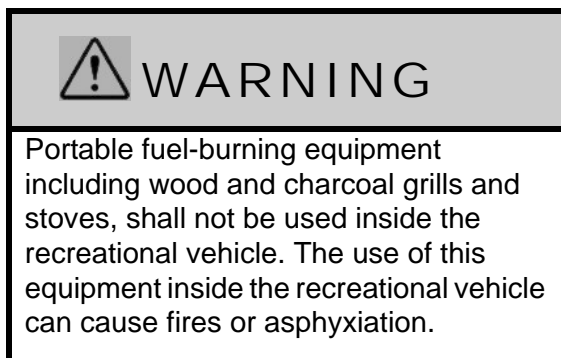 WARNING
Portable fuel-burning equipment
including wood and charcoal grills and
stoves, shall not be used inside the
recreational vehicle. The use of this
equipment inside the recreational vehicle
can cause fires or asphyxiation.